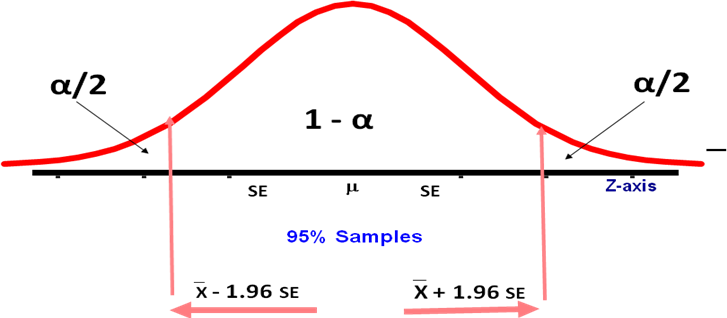 α/2
α/2
1 - α
SE μ SE Z-axis
95% Samples
X̅ - 1.96 SE X̅ + 1.96 SE